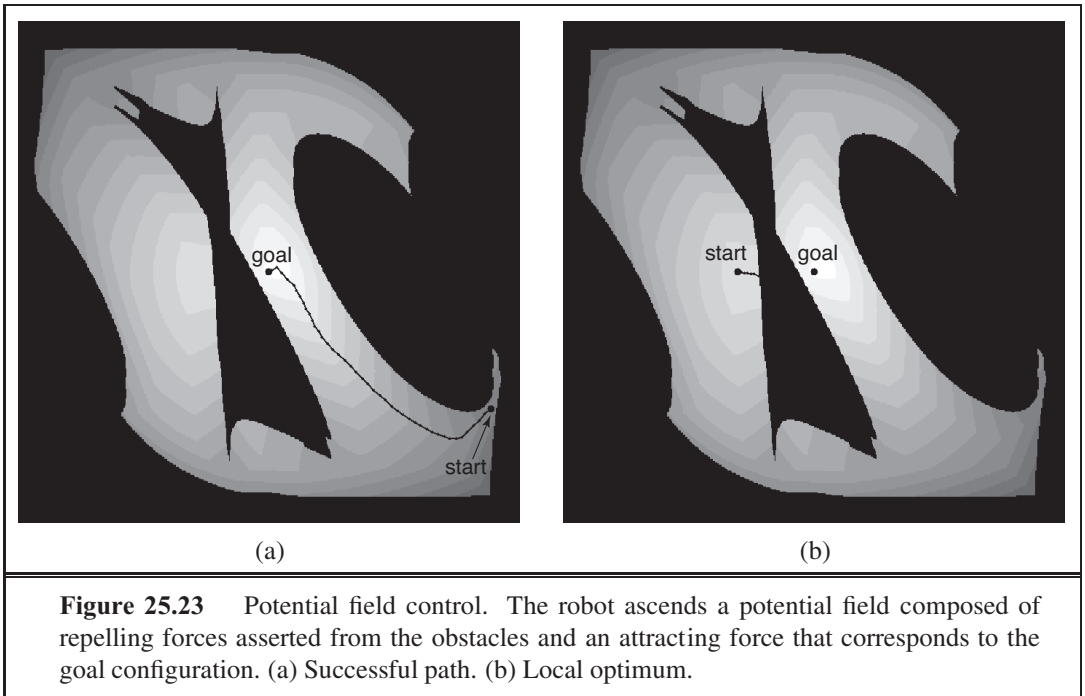 goal
start
(a)
start
goal
(b)
Figure 25.23 Potential field control. The robot ascends a potential field composed of
repelling forces asserted from the obstacles and an attracting force that corresponds to the
goal configuration. (a) Successful path. (b) Local optimum.